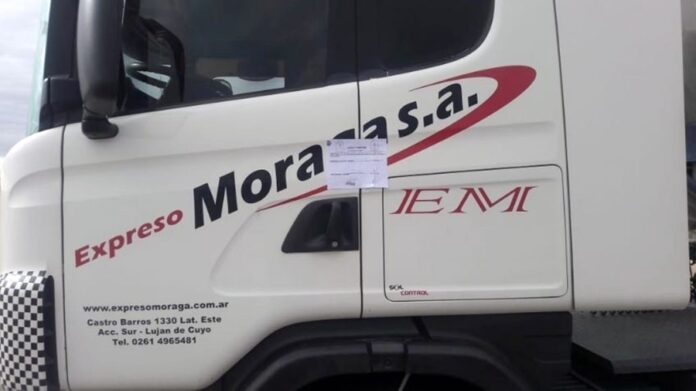 Expreso Moraga s.a.
EM
SCIL
CONTROL
www.expresomoraga.com.ar
Castro Barros 1330 Lat. Este
Acc. Sur - Lujan de Cuyo
Tel. 0261 4965481